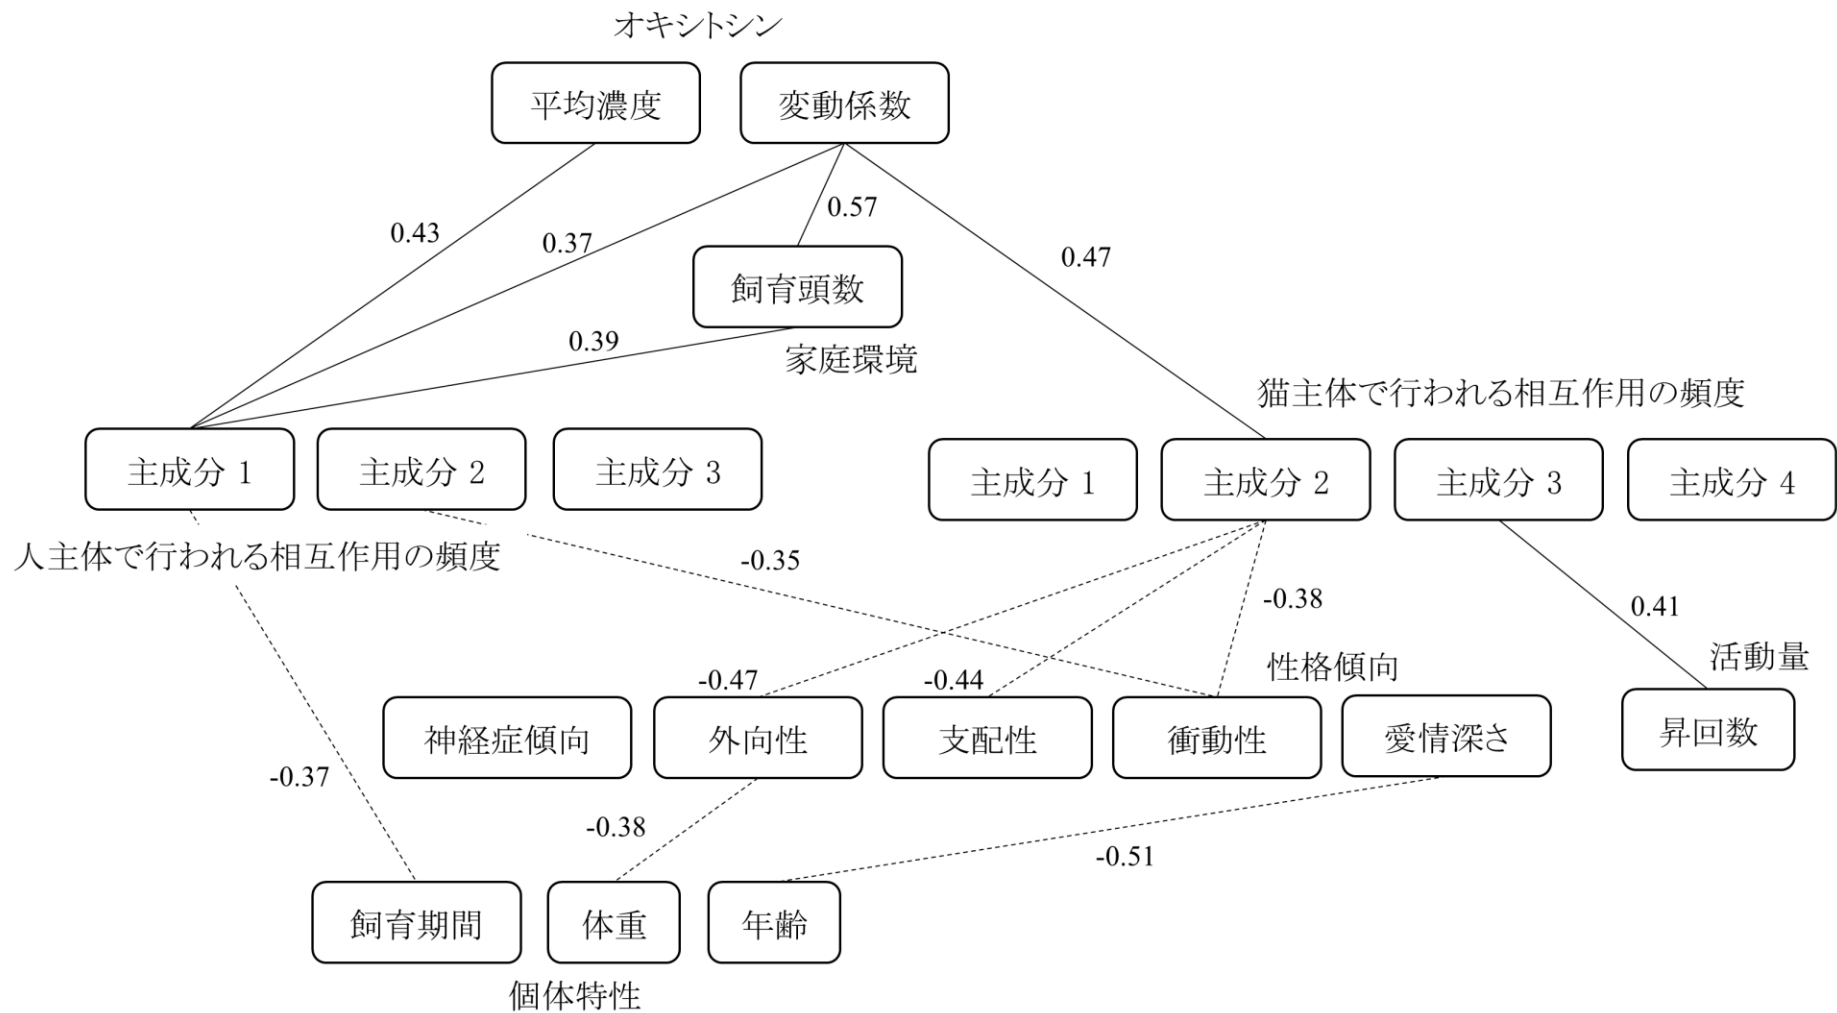 オキシトシン
平均濃度
変動係数
0.57
0.43
0.37
0.47
飼育頭数
0.39
家庭環境
猫主体で行われる相互作用の頻度
主成分 1
主成分 2
主成分 3
主成分 1
主成分 2
主成分 3
主成分 4
人主体で行われる相互作用の頻度
-0.35
-0.38
0.41
-0.47
-0.44
性格傾向
活動量
神経症傾向
外向性
支配性
衝動性
愛情深さ
昇回数
-0.37
-0.38
-0.51
飼育期間
体重
年齢
個体特性